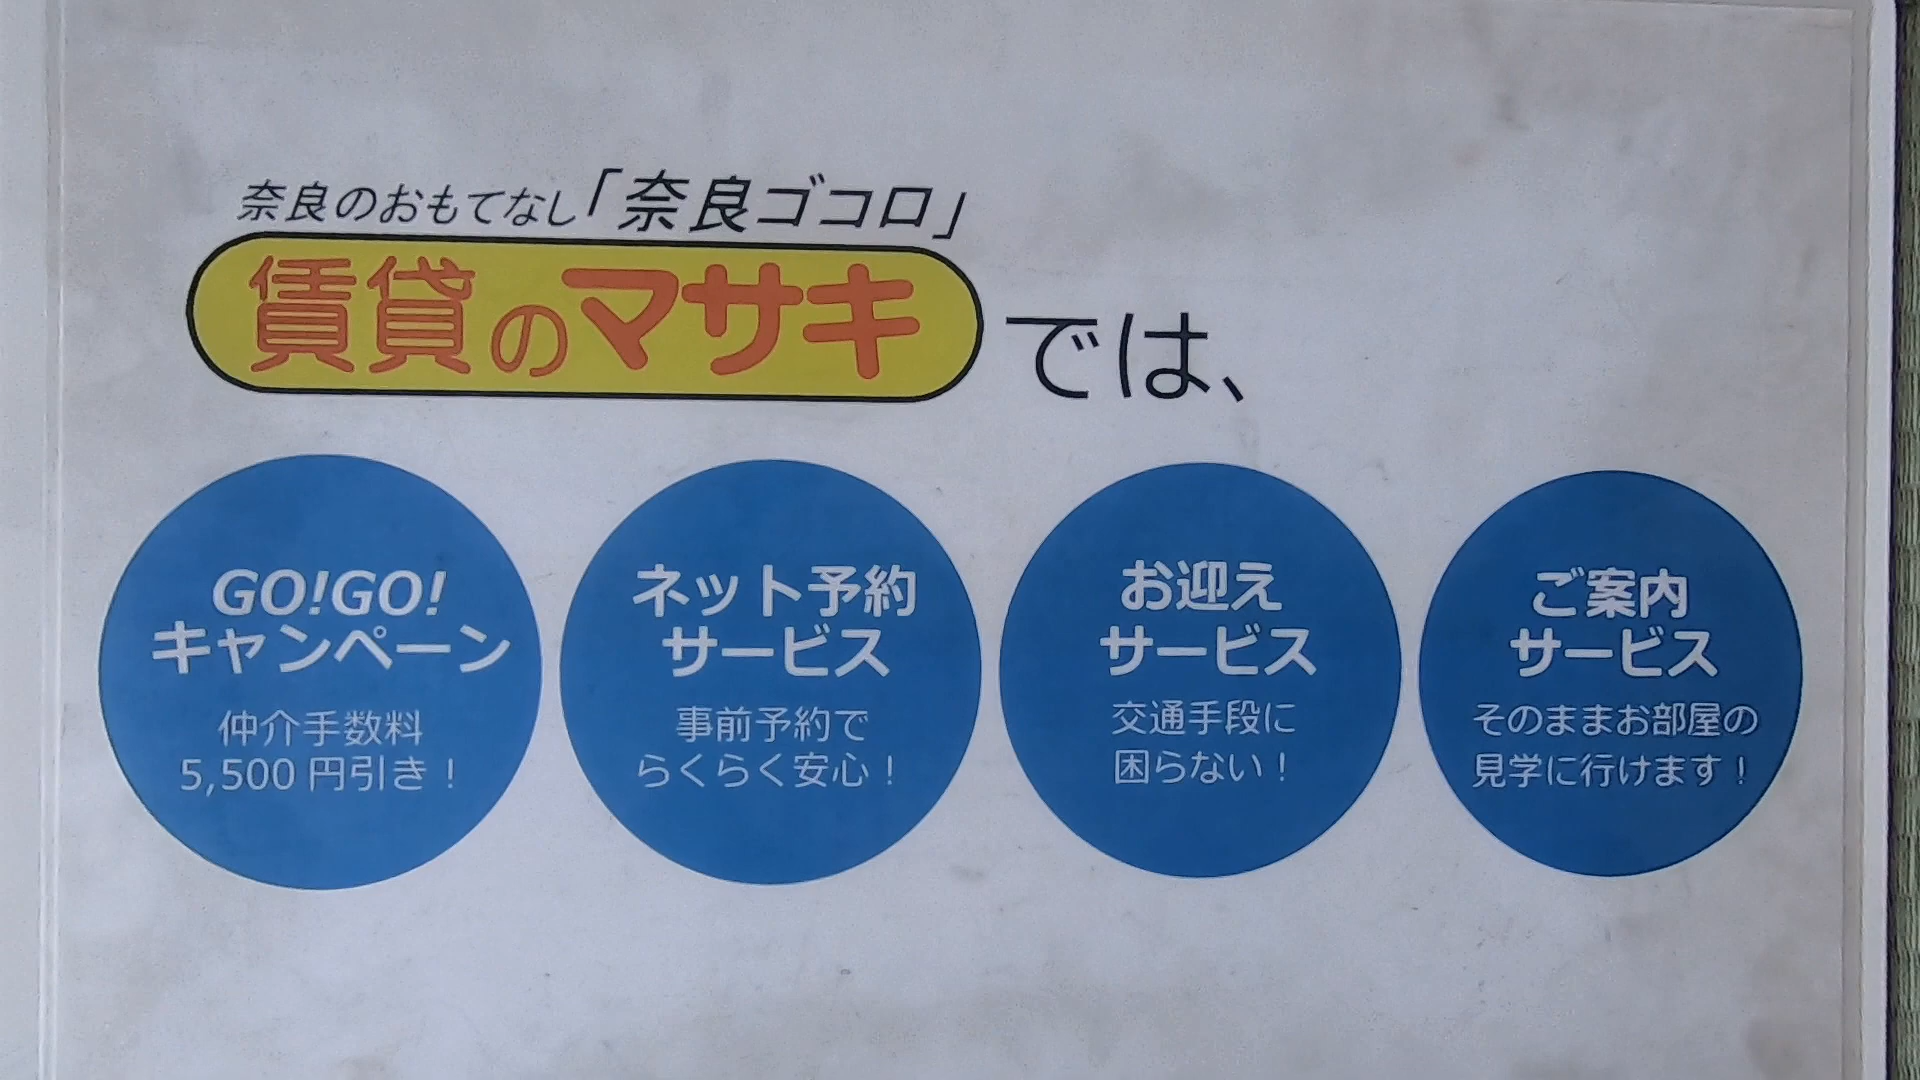 奈良のおもてなし「奈良ゴコロ」
賃貸のマサキでは、
GO!GO!
キャンペーン
仲介手数料
5,500 円引き！
ネット予約
サービス
事前予約で
らくらく安心！
お迎え
サービス
交通手段に
困らない！
ご案内
サービス
そのままお部屋の
見学に行けます！